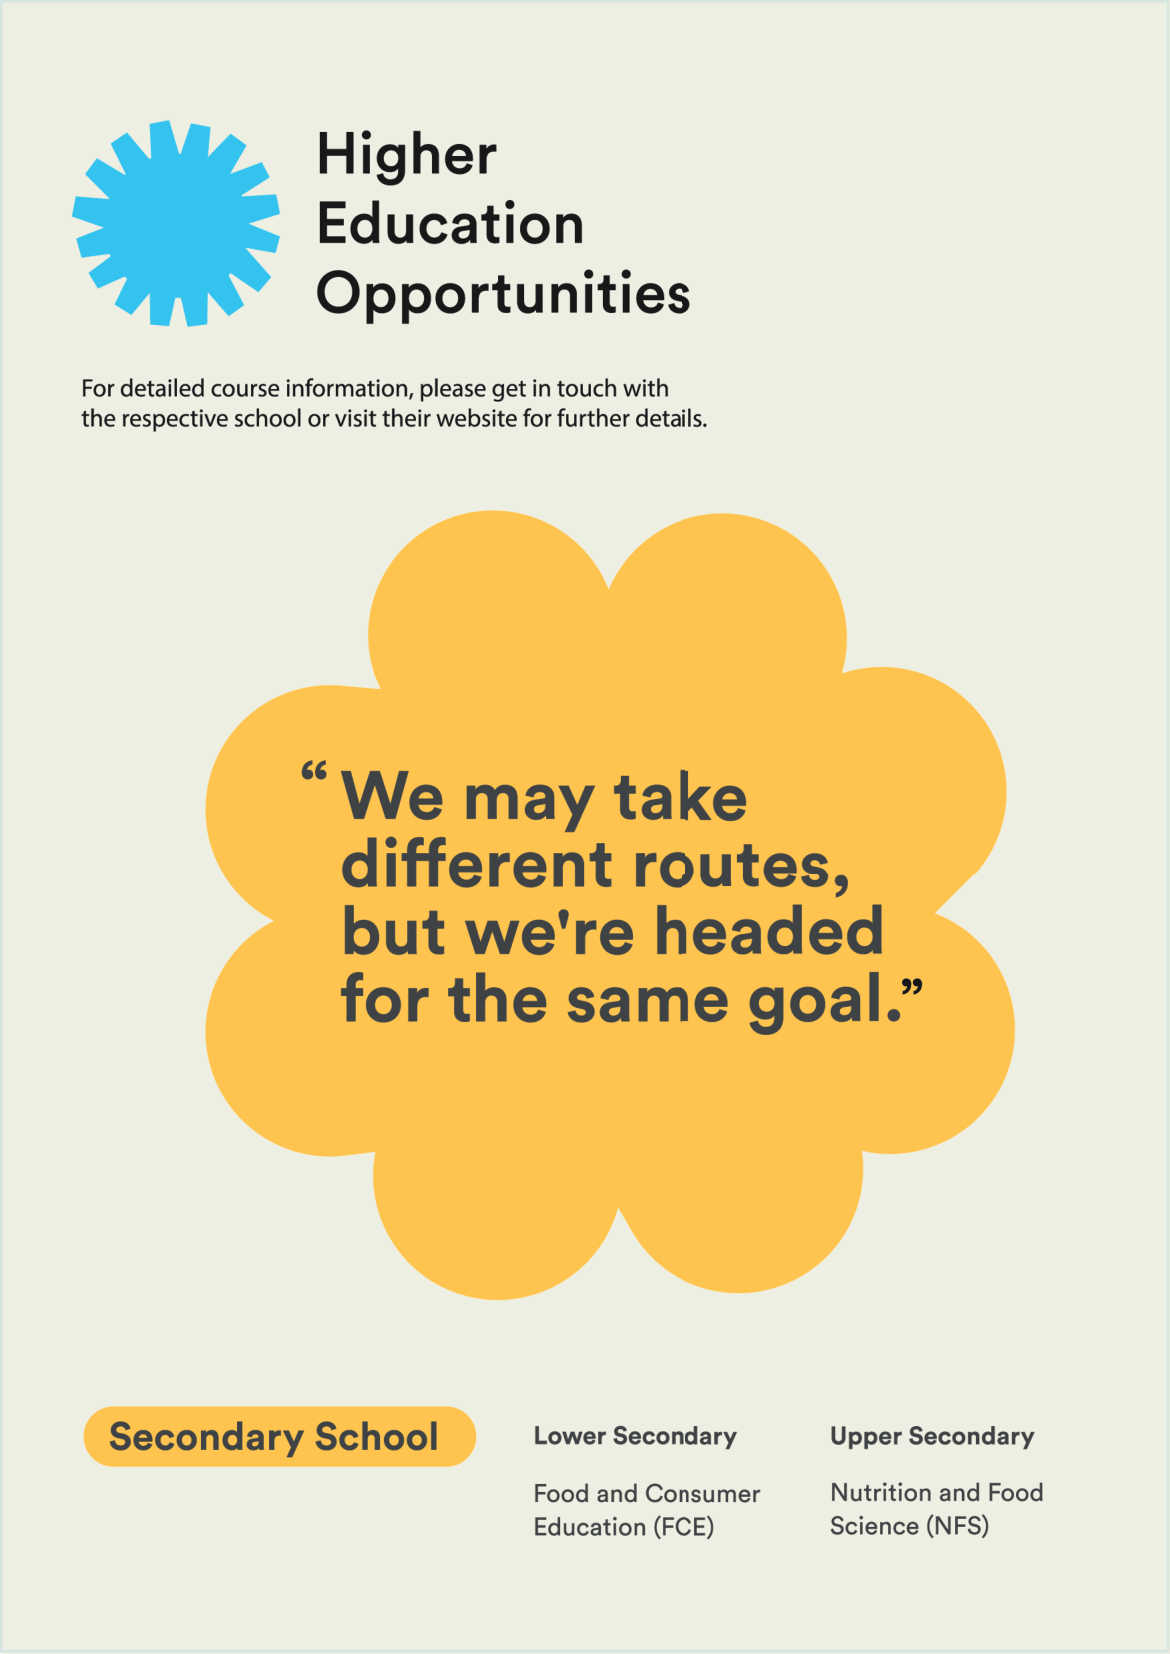 Higher
Education
Opportunities
For detailed course information, please get in touch with
the respective school or visit their website for further details.
“ We may take
different routes,
but we're headed
for the same goal.”
Secondary School
Lower Secondary
Food and Consumer
Education (FCE)
Upper Secondary
Nutrition and Food
Science (NFS)